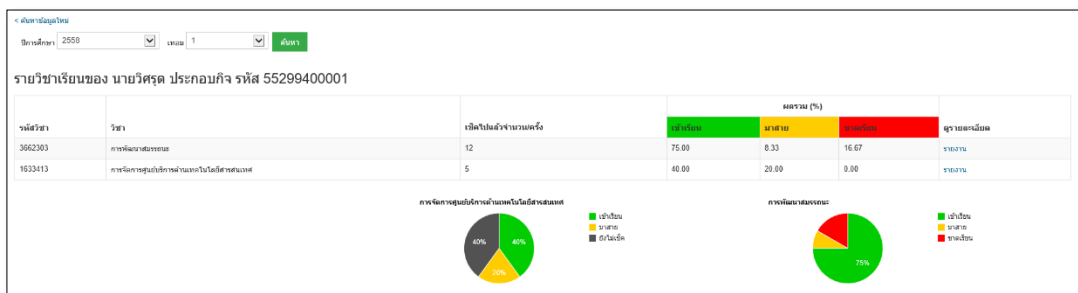 < ค้นหาข้อมูลใหม่
ปีการศึกษา 2558 เทอม 1 ค้นหา
รายวิชาเรียนของ นายวิศรุต ประกอบกิจ รหัส 55299400001
ผลรวม (%)
รหัสวิชา วิชา เช็คไปแล้วจำนวน/ครั้ง เข้าเรียน มาสาย ขาดเรียน ดูรายละเอียด
3662303 การพัฒนาสมรรถนะ 12 75.00 8.33 16.67 รายงาน
1633413 การจัดการศูนย์บริการด้านเทคโนโลยีสารสนเทศ 5 40.00 20.00 0.00 รายงาน
การจัดการศูนย์บริการด้านเทคโนโลยีสารสนเทศ
เข้าเรียน
มาสาย
ยังไม่เช็ค
40% 40%
20%
การพัฒนาสมรรถนะ
เข้าเรียน
มาสาย
ขาดเรียน
75%